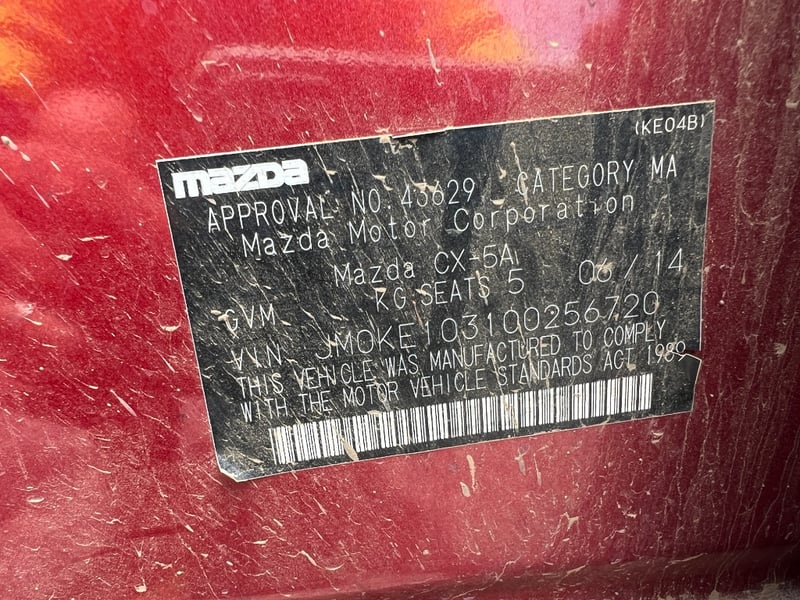 (KE04B)
mazda
APPROVAL NO. 43629 CATEGORY MA
Mazda Motor Corporation
Mazda CX-5A
06/14
GVM KG SEATS 5
VIN JMOKE103100256720
THIS VEHICLE WAS MANUFACTURED TO COMPLY
WITH THE MOTOR VEHICLE STANDARDS ACT 1989